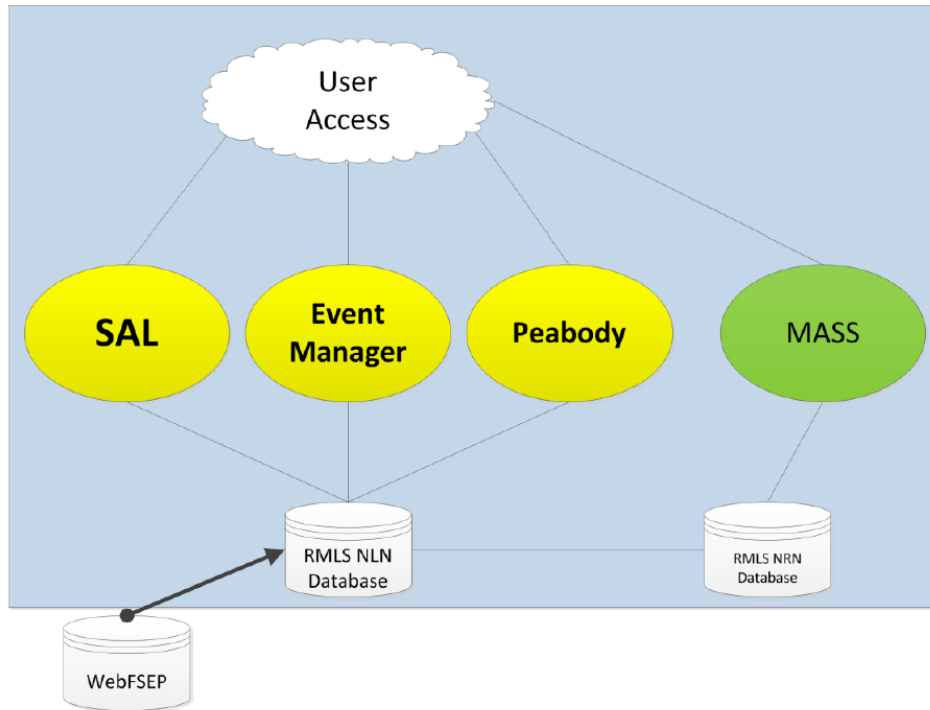 User
Access
SAL
Event
Manager
Peabody
MASS
RMLS NLN
Database
RMLS NRN
Database
WebFSEP